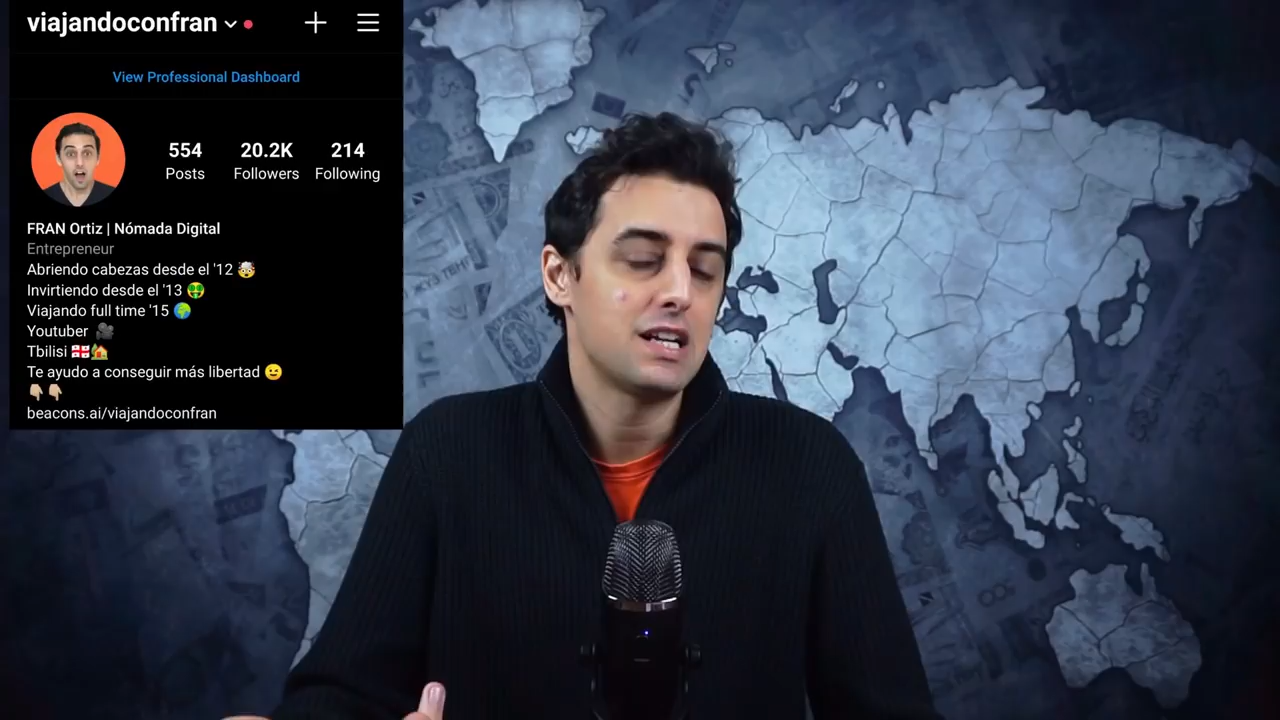 viajandoconfran
View Professional Dashboard
554 20.2K 214
Posts Followers Following
FRAN Ortiz | Nómada Digital
Entrepreneur
Abriendo cabezas desde el '12 🤯
Invirtiendo desde el '13 🤑
Viajando full time '15 🌍
Youtuber 🎥
Tbilisi 🇬🇪🏡
Te ayudo a conseguir más libertad 😉
👇🏼👇🏼
beacons.ai/viajandoconfran